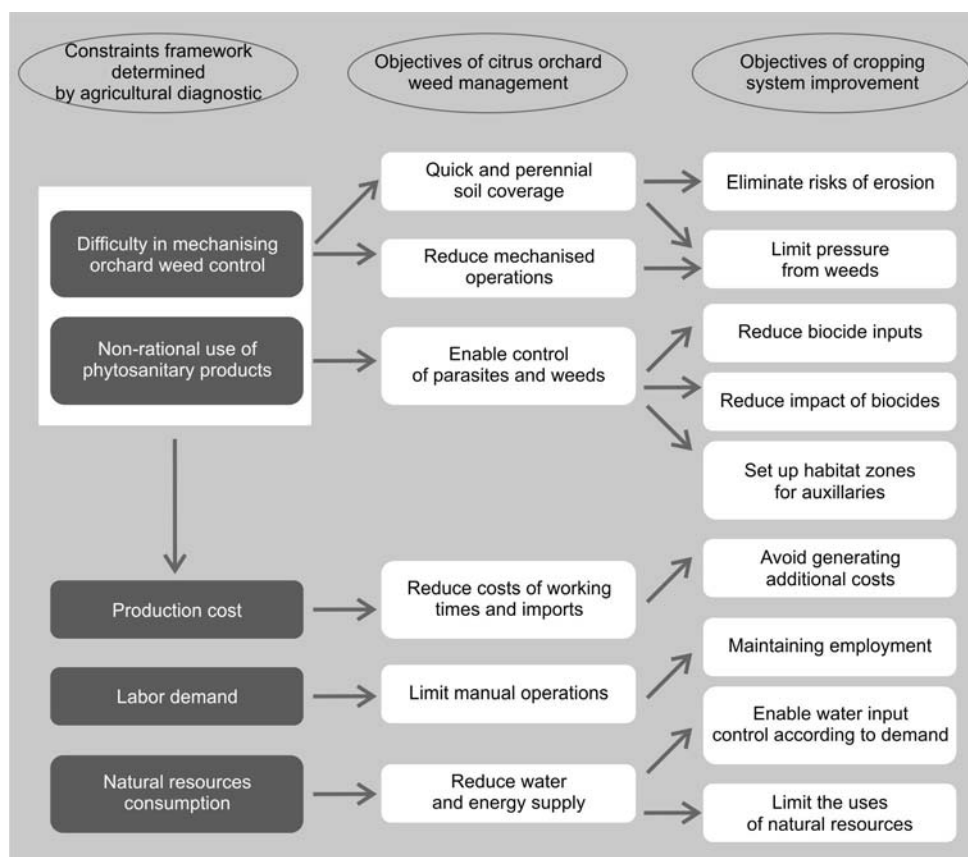 Constraints framework
determined
by agricultural diagnostic
Objectives of citrus orchard
weed management
Objectives of cropping
system improvement
Difficulty in mechanising
orchard weed control
Non-rational use of
phytosanitary products
Production cost
Labor demand
Natural resources
consumption
Quick and perennial
soil coverage
Reduce mechanised
operations
Enable control
of parasites and weeds
Reduce costs of working
times and imports
Limit manual operations
Reduce water
and energy supply
Eliminate risks of erosion
Limit pressure
from weeds
Reduce biocide inputs
Reduce impact of biocides
Set up habitat zones
for auxillaries
Avoid generating
additional costs
Maintaining employment
Enable water input
control according to demand
Limit the uses
of natural resources